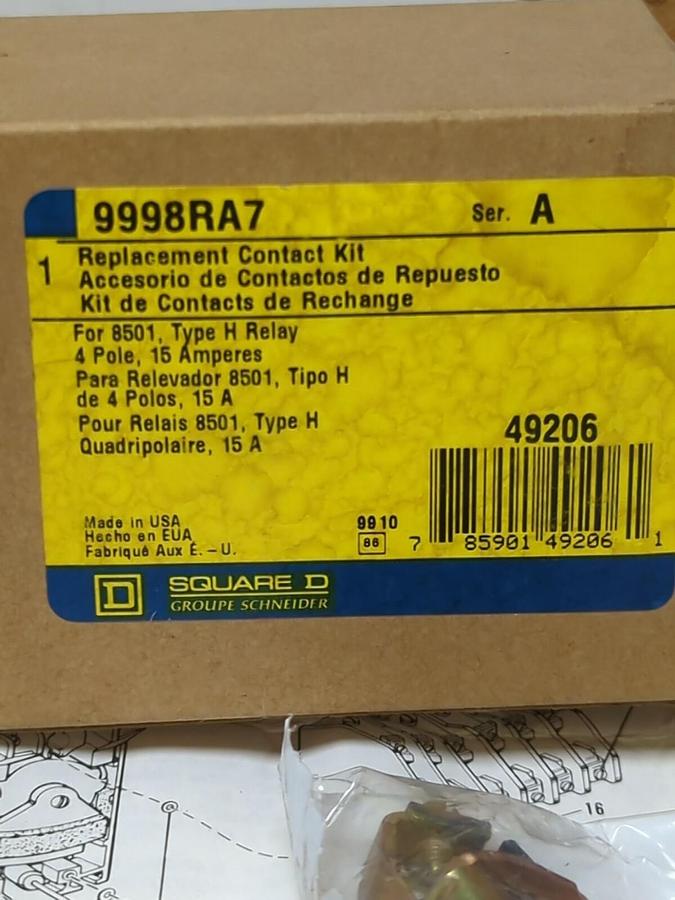 9998RA7 Ser. A
1 Replacement Contact Kit
Accesorio de Contactos de Repuesto
Kit de Contacts de Rechange
For 8501, Type H Relay
4 Pole, 15 Amperes
Para Relevador 8501, Tipo H
de 4 Polos, 15 A
Pour Relais 8501, Type H
Quadripolaire, 15 A
49206
Made in USA
Hecho en EUA
Fabriqué Aux É. – U.
9910
86
7 85901 49206 1
D SQUARE D
GROUPE SCHNEIDER
16